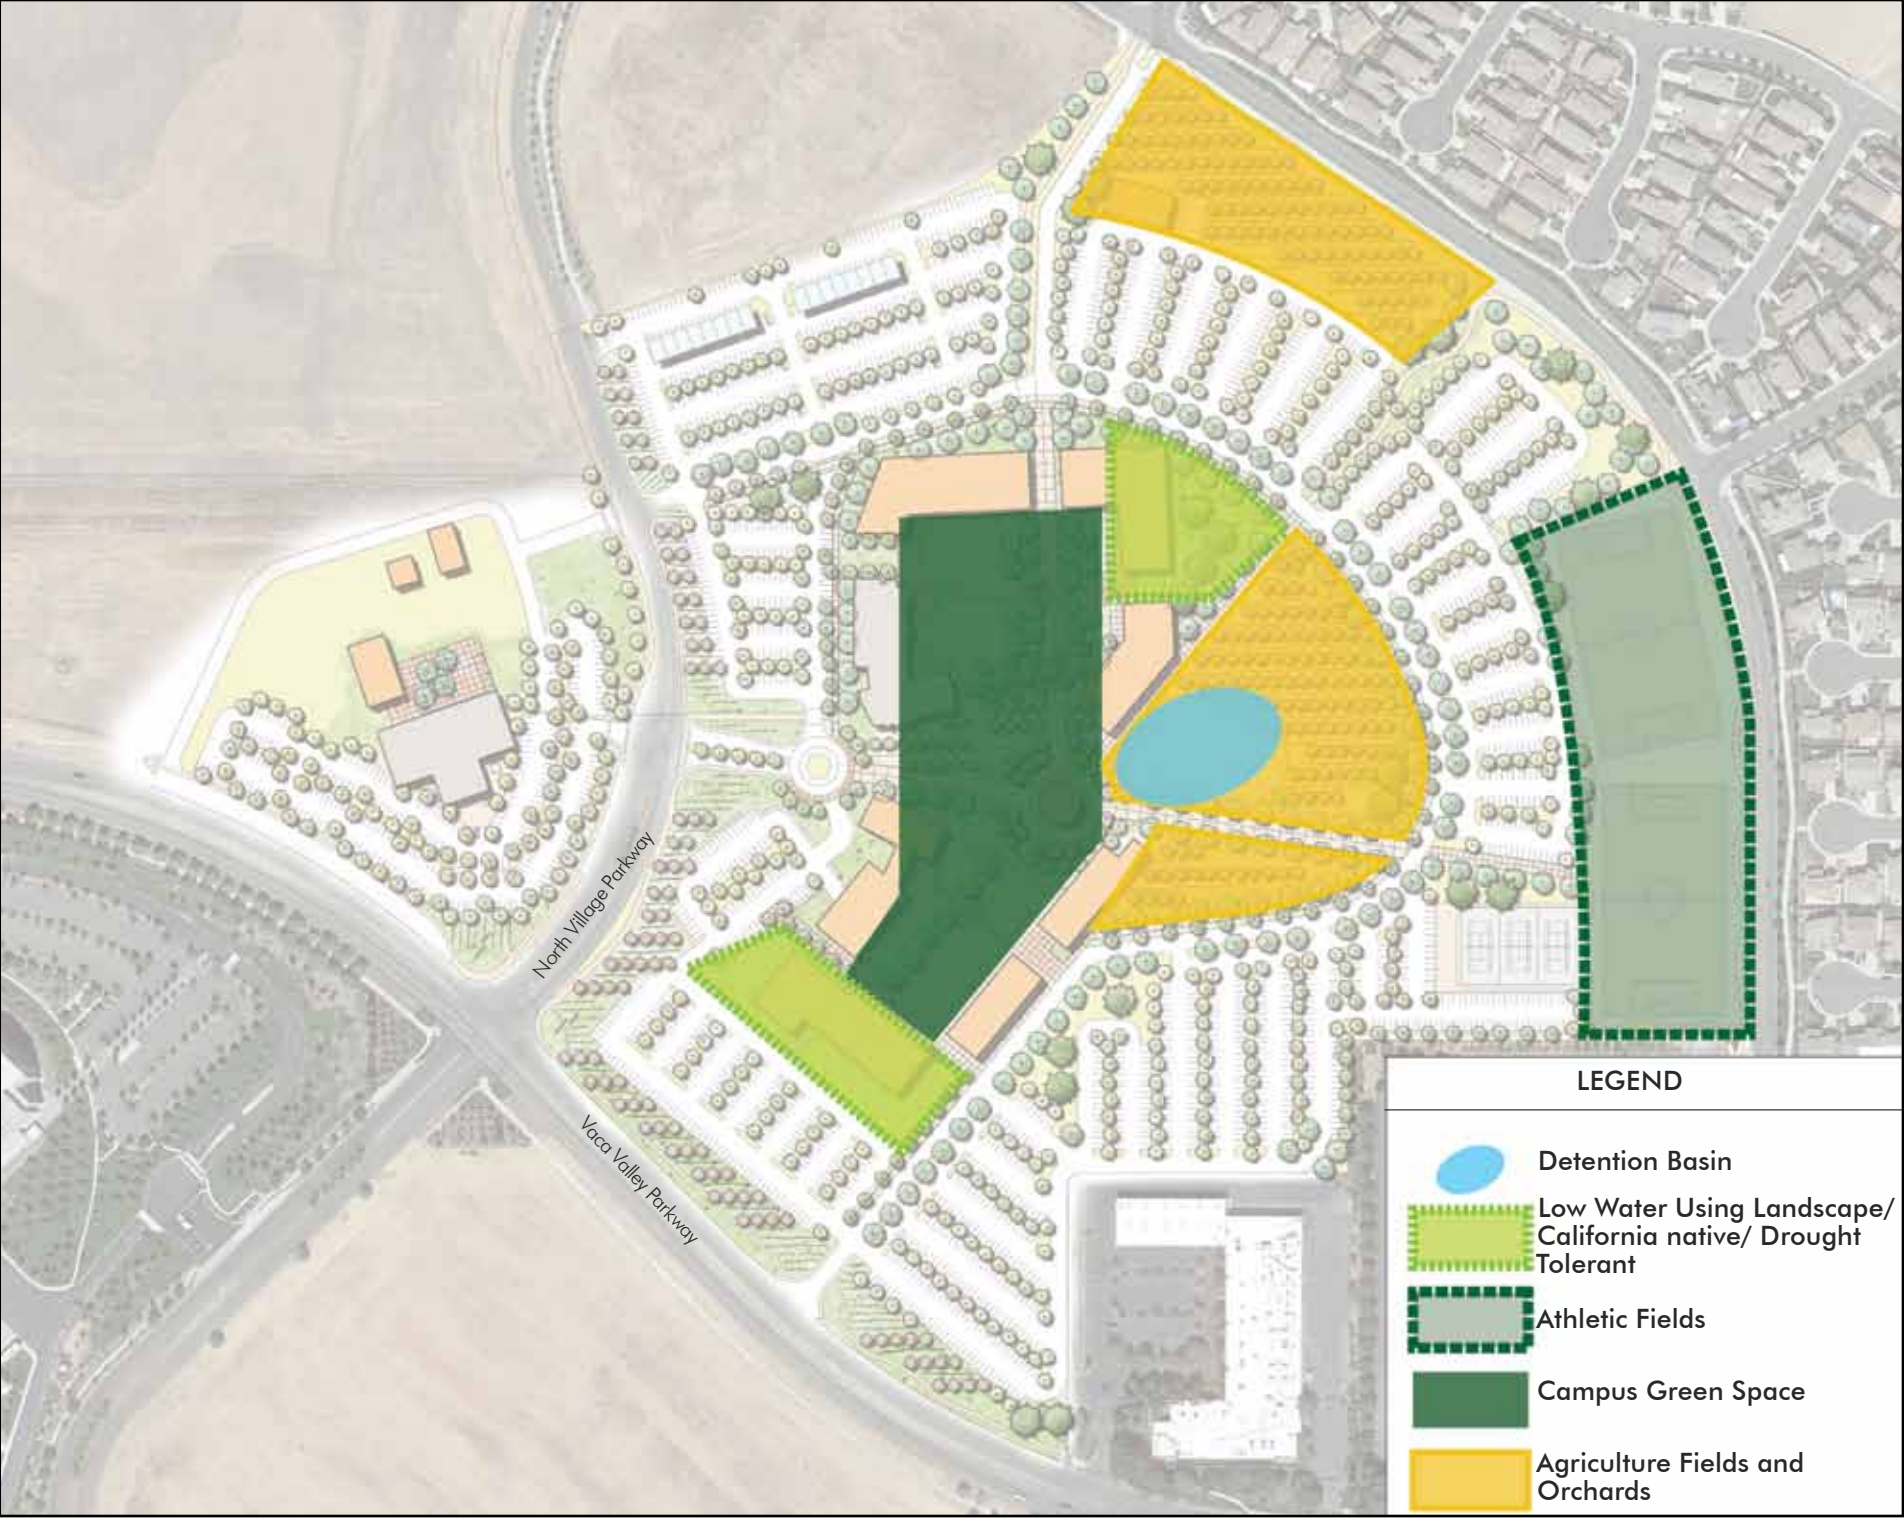 North Village Parkway
Vaca Valley Parkway
LEGEND
Detention Basin
Low Water Using Landscape/
California native/ Drought
Tolerant
Athletic Fields
Campus Green Space
Agriculture Fields and
Orchards